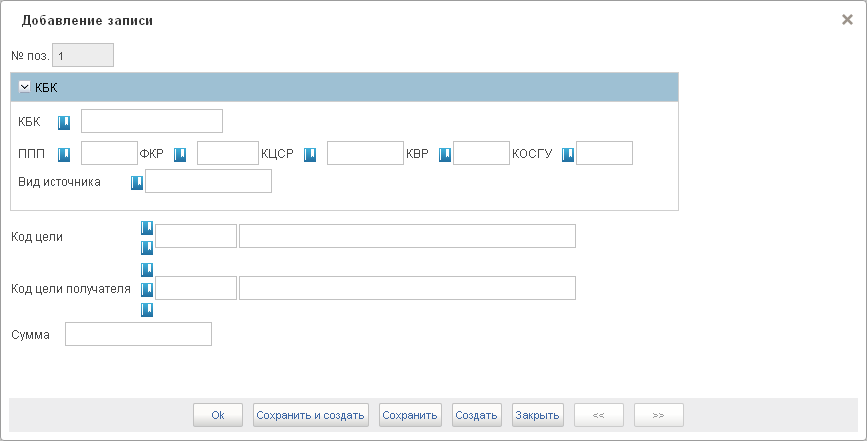 Добавление записи
№ поз. 1
КБК
КБК
ППП ФКР КЦСР КВР КОСГУ
Вид источника
Код цели
Код цели получателя
Сумма
Ok Сохранить и создать Сохранить Создать Закрыть << >>